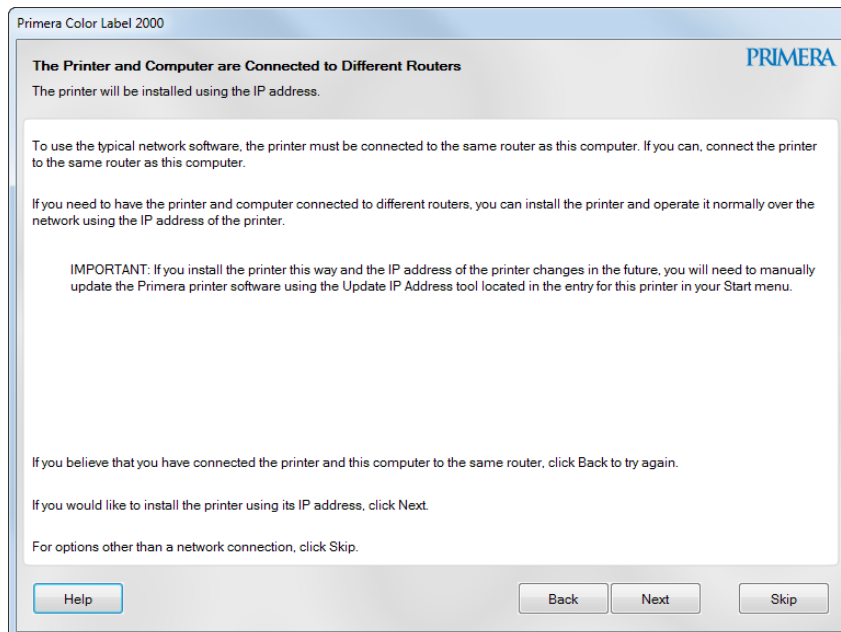 Primera Color Label 2000
PRIMERA
The Printer and Computer are Connected to Different Routers
The printer will be installed using the IP address.
To use the typical network software, the printer must be connected to the same router as this computer. If you can, connect the printer
to the same router as this computer.
If you need to have the printer and computer connected to different routers, you can install the printer and operate it normally over the
network using the IP address of the printer.
IMPORTANT: If you install the printer this way and the IP address of the printer changes in the future, you will need to manually
update the Primera printer software using the Update IP Address tool located in the entry for this printer in your Start menu.
If you believe that you have connected the printer and this computer to the same router, click Back to try again.
If you would like to install the printer using its IP address, click Next.
For options other than a network connection, click Skip.
Help
Back
Next
Skip